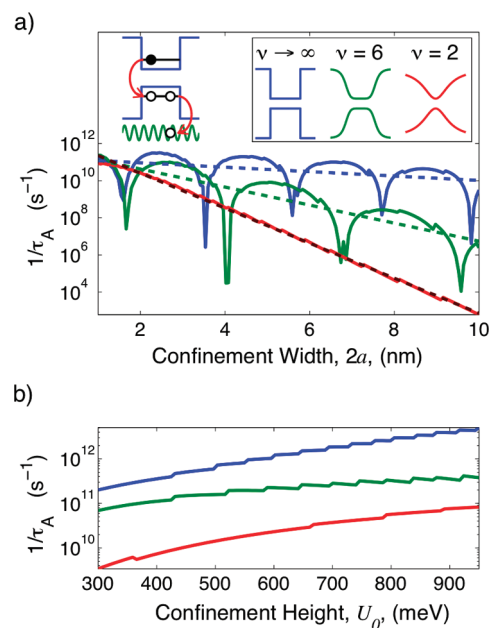 a)
ν → ∞ ν = 6 ν = 2
10^12
10^10
10^8
10^6
10^4
1/τ_A (s^−1)
2 4 6 8 10
Confinement Width, 2a, (nm)
b)
10^12
10^11
10^10
1/τ_A (s^−1)
300 400 500 600 700 800 900
Confinement Height, U_0, (meV)